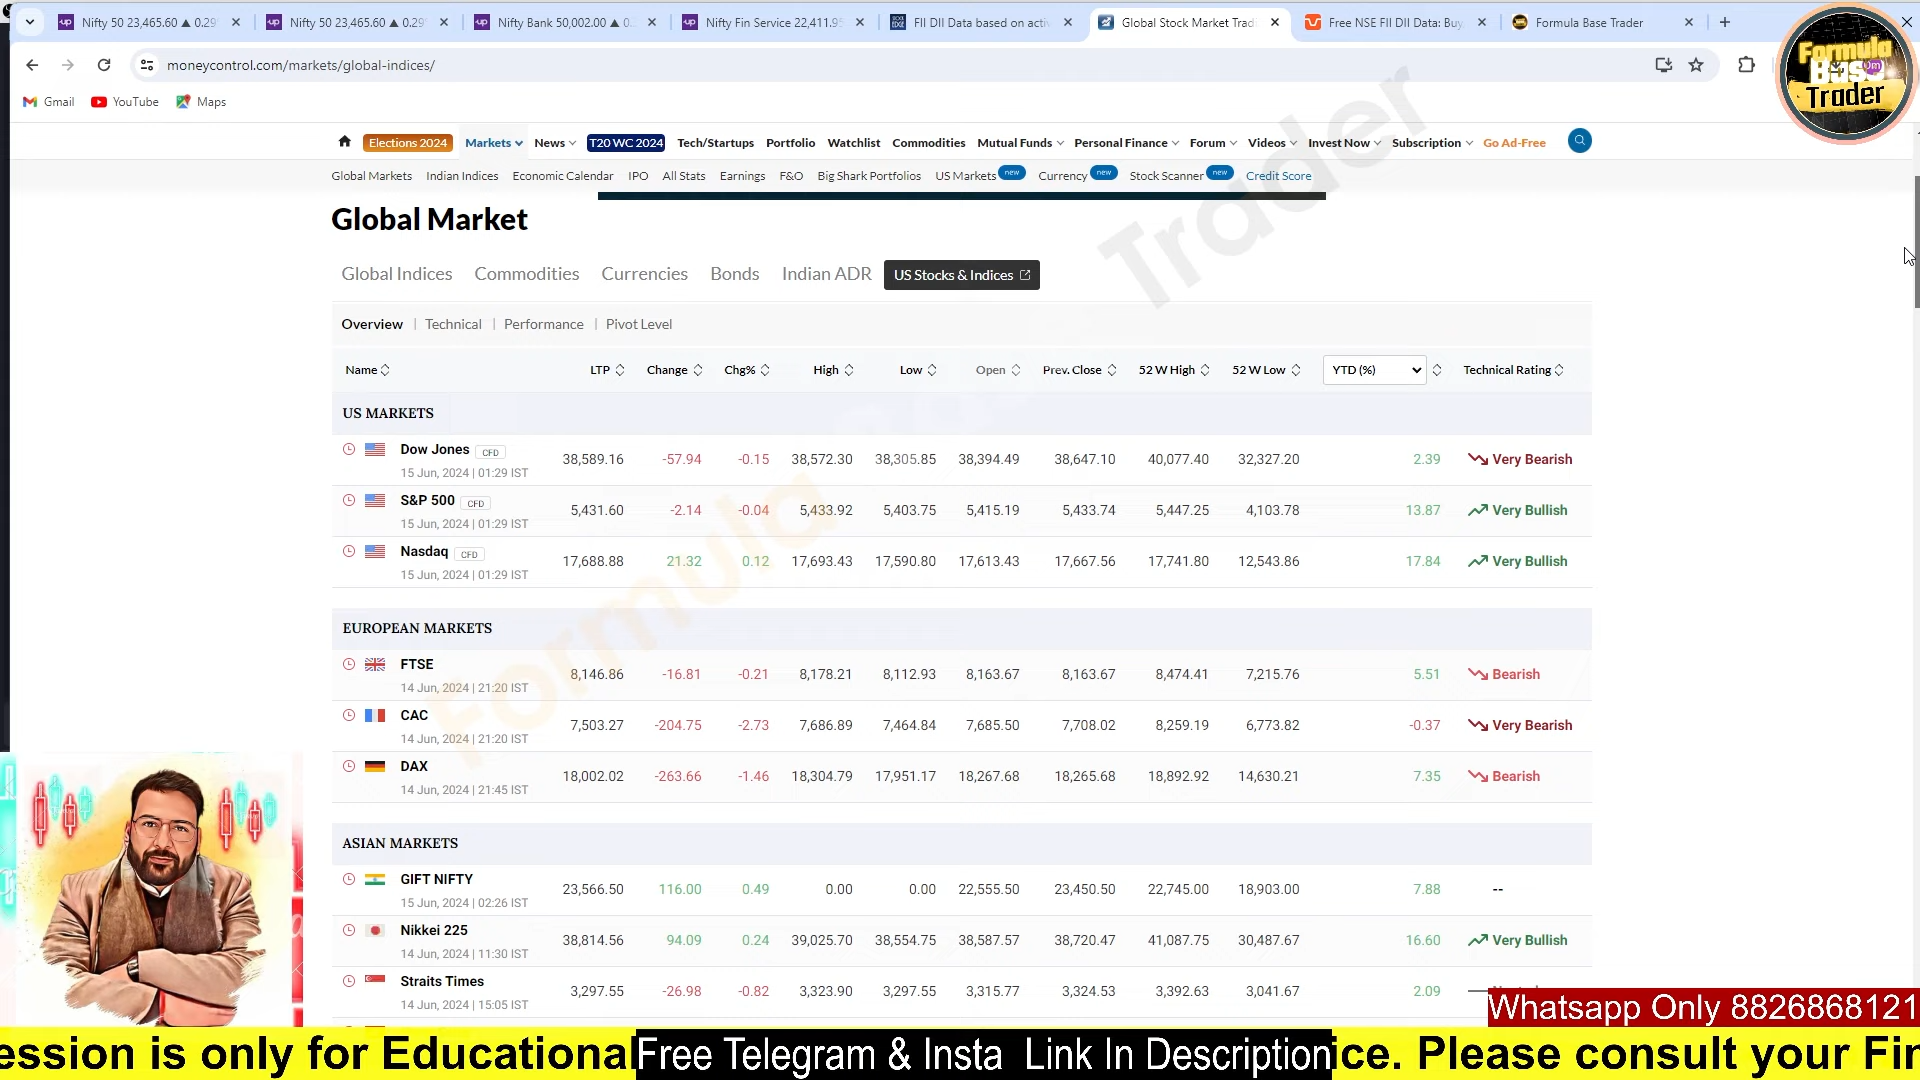 Nifty 50 23,465.60 ▲ 0.29
Nifty 50 23,465.60 ▲ 0.29
Nifty Bank 50,002.00 ▲ 0.
Nifty Fin Service 22,411.95
FII DII Data based on activ
Global Stock Market Tradi
Free NSE FII DII Data: Buy
Formula Base Trader
moneycontrol.com/markets/global-indices/
Gmail YouTube Maps
Formula
Base
Trader
Elections 2024 Markets News T20 WC 2024 Tech/Startups Portfolio Watchlist Commodities Mutual Funds Personal Finance Forum Videos Invest Now Subscription Go Ad-Free
Global Markets Indian Indices Economic Calendar IPO All Stats Earnings F&O Big Shark Portfolios US Markets new Currency new Stock Scanner new Credit Score
Global Market
Global Indices Commodities Currencies Bonds Indian ADR US Stocks & Indices
Overview | Technical | Performance | Pivot Level
Name LTP Change Chg% High Low Open Prev. Close 52 W High 52 W Low YTD (%) Technical Rating
US MARKETS
Dow Jones CFD 38,589.16 -57.94 -0.15 38,572.30 38,305.85 38,394.49 38,647.10 40,077.40 32,327.20 2.39 Very Bearish
15 Jun, 2024 | 01:29 IST
S&P 500 CFD 5,431.60 -2.14 -0.04 5,433.92 5,403.75 5,415.19 5,433.74 5,447.25 4,103.78 13.87 Very Bullish
15 Jun, 2024 | 01:29 IST
Nasdaq CFD 17,688.88 21.32 0.12 17,693.43 17,590.80 17,613.43 17,667.56 17,741.80 12,543.86 17.84 Very Bullish
15 Jun, 2024 | 01:29 IST
EUROPEAN MARKETS
FTSE 8,146.86 -16.81 -0.21 8,178.21 8,112.93 8,163.67 8,163.67 8,474.41 7,215.76 5.51 Bearish
14 Jun, 2024 | 21:20 IST
CAC 7,503.27 -204.75 -2.73 7,686.89 7,464.84 7,685.50 7,708.02 8,259.19 6,773.82 -0.37 Very Bearish
14 Jun, 2024 | 21:20 IST
DAX 18,002.02 -263.66 -1.46 18,304.79 17,951.17 18,267.68 18,265.68 18,892.92 14,630.21 7.35 Bearish
14 Jun, 2024 | 21:45 IST
ASIAN MARKETS
GIFT NIFTY 23,566.50 116.00 0.49 0.00 0.00 22,555.50 23,450.50 22,745.00 18,903.00 7.88 --
15 Jun, 2024 | 02:26 IST
Nikkei 225 38,814.56 94.09 0.24 39,025.70 38,554.75 38,587.57 38,720.47 41,087.75 30,487.67 16.60 Very Bullish
14 Jun, 2024 | 11:30 IST
Straits Times 3,297.55 -26.98 -0.82 3,323.90 3,297.55 3,315.77 3,324.53 3,392.63 3,041.67 2.09
14 Jun, 2024 | 15:05 IST
Formula
Trader
Whatsapp Only 8826868121
ession is only for Educationa
Free Telegram & Insta Link In Description
ice. Please consult your Fin